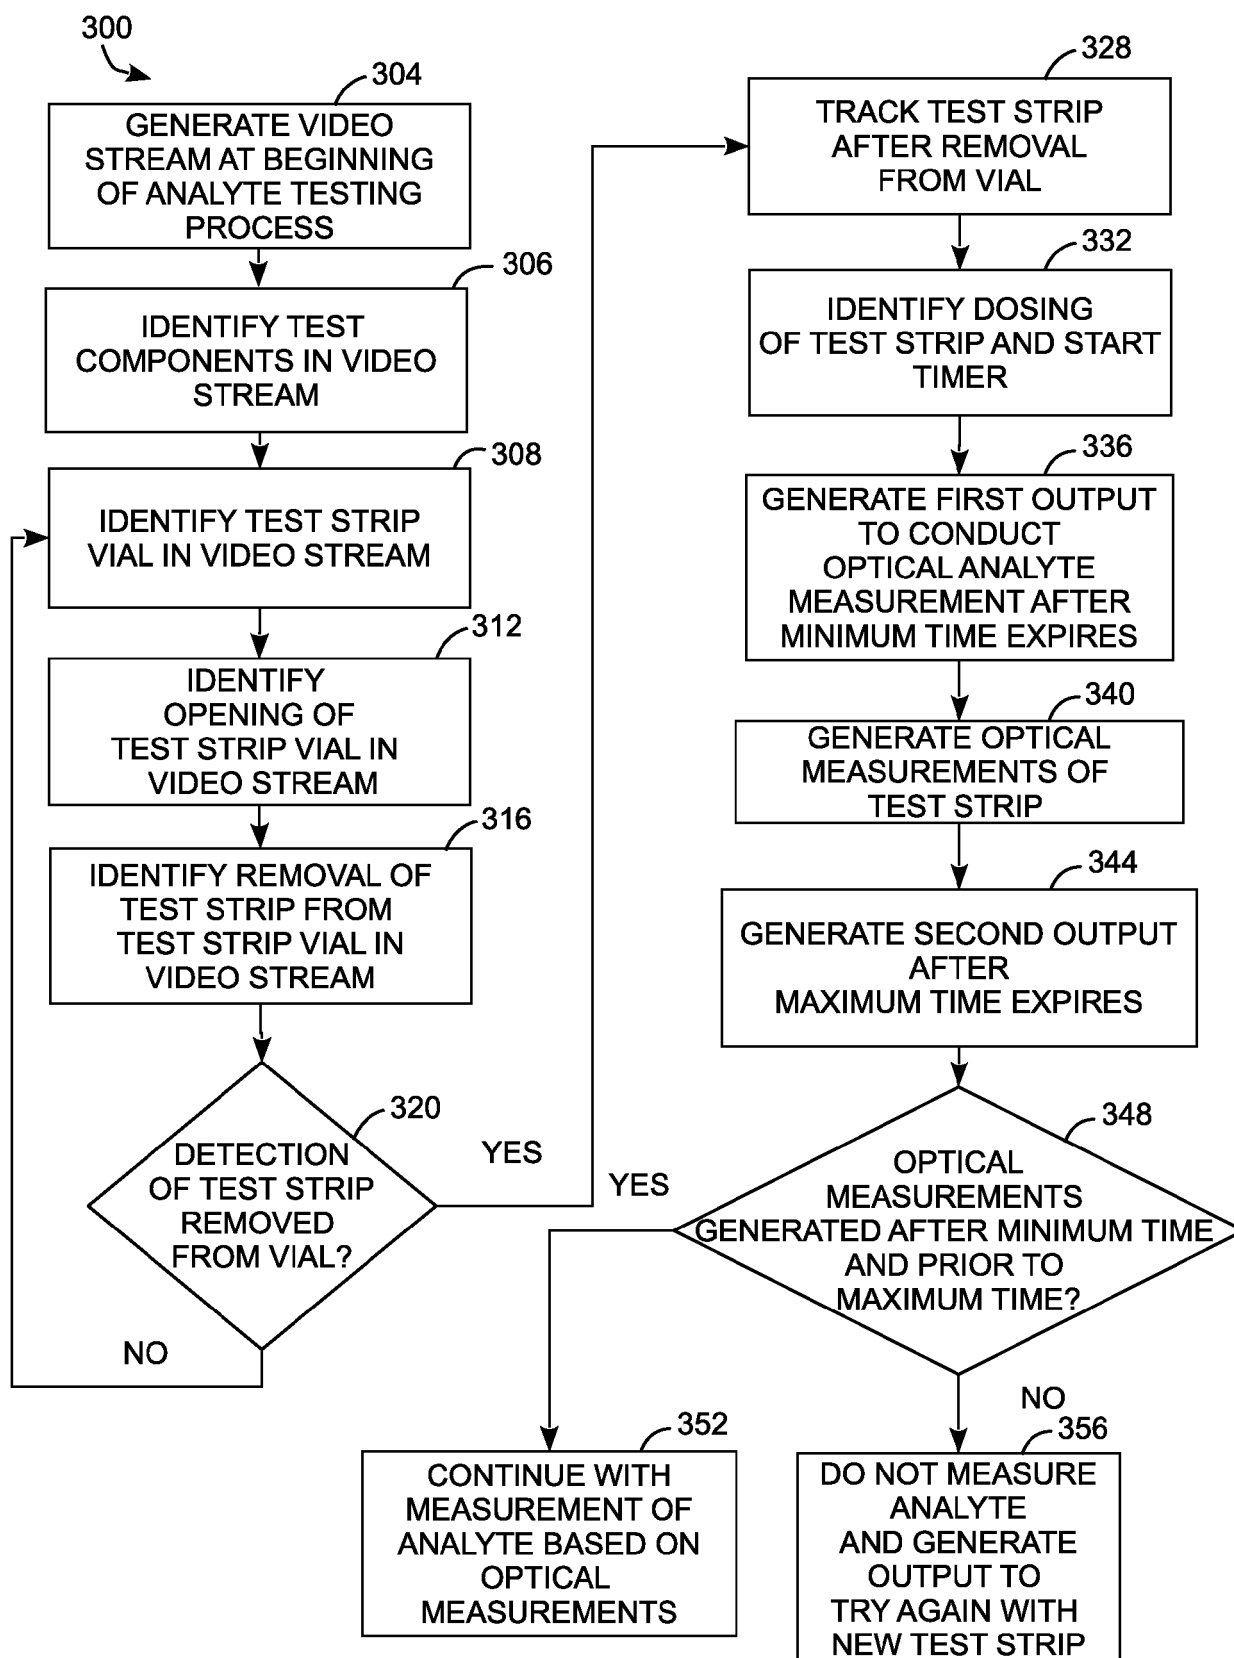 300
304
GENERATE VIDEO
STREAM AT BEGINNING
OF ANALYTE TESTING
PROCESS
306
IDENTIFY TEST
COMPONENTS IN VIDEO
STREAM
308
IDENTIFY TEST STRIP
VIAL IN VIDEO STREAM
312
IDENTIFY
OPENING OF
TEST STRIP VIAL IN
VIDEO STREAM
316
IDENTIFY REMOVAL OF
TEST STRIP FROM
TEST STRIP VIAL IN
VIDEO STREAM
320
DETECTION
OF TEST STRIP
REMOVED
FROM VIAL?
YES
NO
328
TRACK TEST STRIP
AFTER REMOVAL
FROM VIAL
332
IDENTIFY DOSING
OF TEST STRIP AND START
TIMER
336
GENERATE FIRST OUTPUT
TO CONDUCT
OPTICAL ANALYTE
MEASUREMENT AFTER
MINIMUM TIME EXPIRES
340
GENERATE OPTICAL
MEASUREMENTS OF
TEST STRIP
344
GENERATE SECOND OUTPUT
AFTER
MAXIMUM TIME EXPIRES
348
OPTICAL
MEASUREMENTS
GENERATED AFTER MINIMUM TIME
AND PRIOR TO
MAXIMUM TIME?
YES
NO
352
CONTINUE WITH
MEASUREMENT OF
ANALYTE BASED ON
OPTICAL
MEASUREMENTS
356
DO NOT MEASURE
ANALYTE
AND GENERATE
OUTPUT TO
TRY AGAIN WITH
NEW TEST STRIP